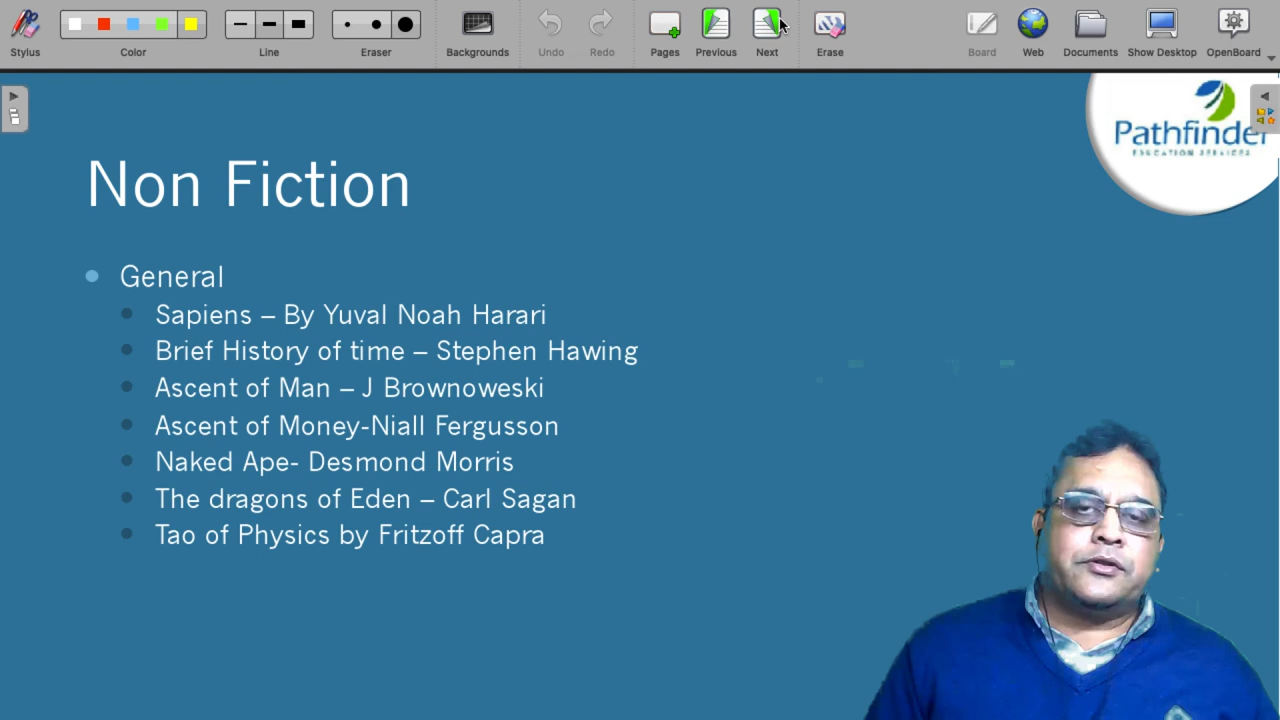 Stylus
Color
Line
Eraser
Backgrounds
Undo
Redo
Pages
Previous
Next
Erase
Board
Web
Documents
Show Desktop
OpenBoard
Pathfinder
EDUCATION SERVICES
Non Fiction
General
Sapiens – By Yuval Noah Harari
Brief History of time – Stephen Hawing
Ascent of Man – J Brownoweski
Ascent of Money-Niall Fergusson
Naked Ape- Desmond Morris
The dragons of Eden – Carl Sagan
Tao of Physics by Fritzoff Capra